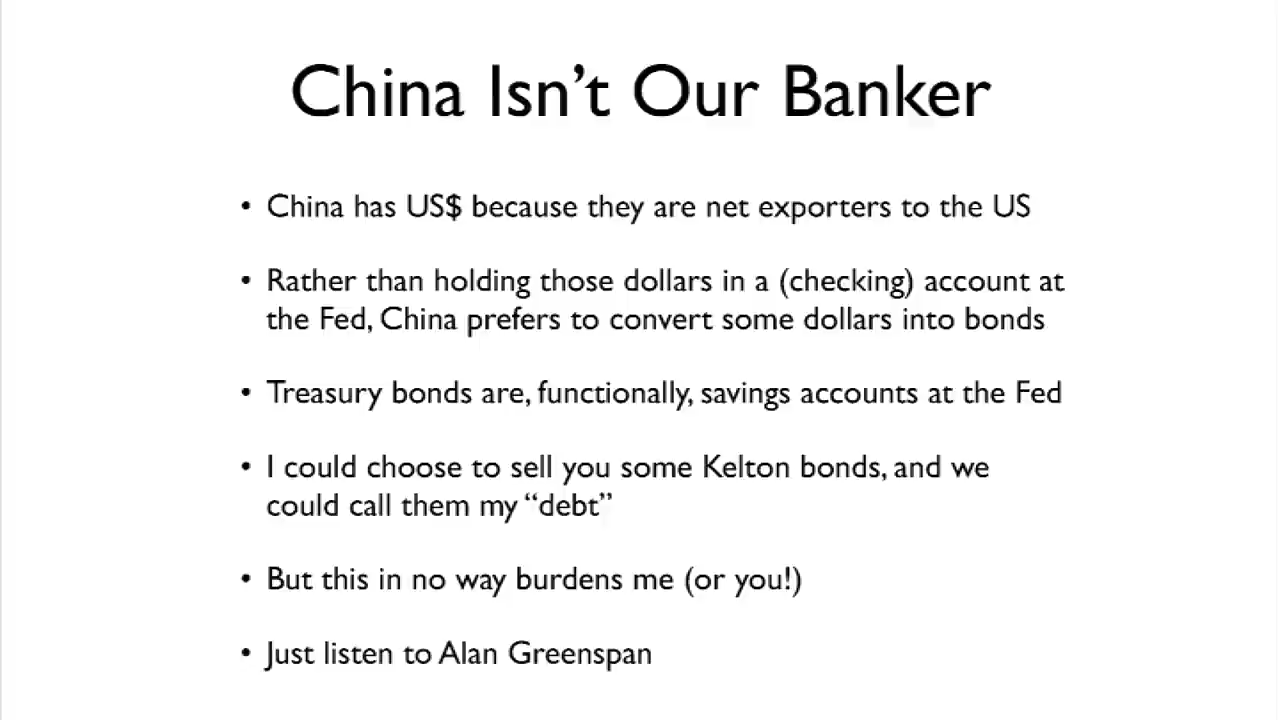 China Isn't Our Banker
• China has US$ because they are net exporters to the US
• Rather than holding those dollars in a (checking) account at
the Fed, China prefers to convert some dollars into bonds
• Treasury bonds are, functionally, savings accounts at the Fed
• I could choose to sell you some Kelton bonds, and we
could call them my “debt”
• But this in no way burdens me (or you!)
• Just listen to Alan Greenspan